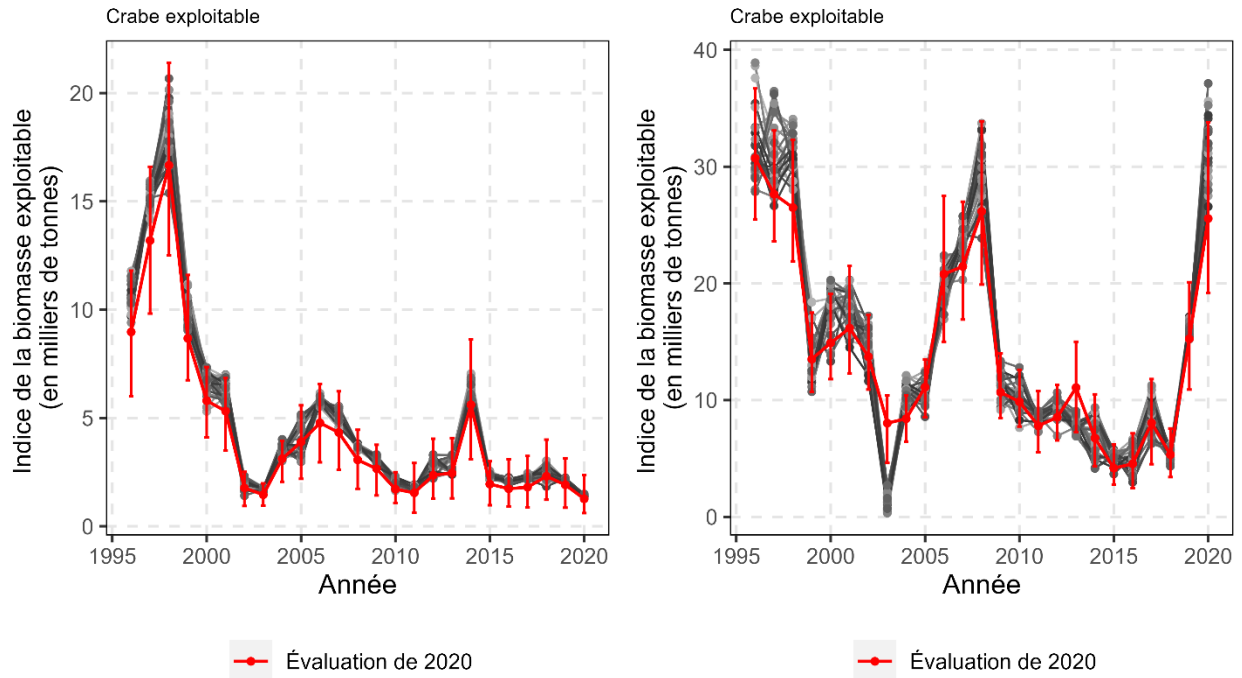 Crabe exploitable
Indice de la biomasse exploitable
(en milliers de tonnes)
20
15
10
5
0
1995 2000 2005 2010 2015 2020
Année
Évaluation de 2020
Crabe exploitable
Indice de la biomasse exploitable
(en milliers de tonnes)
40
30
20
10
0
1995 2000 2005 2010 2015 2020
Année
Évaluation de 2020